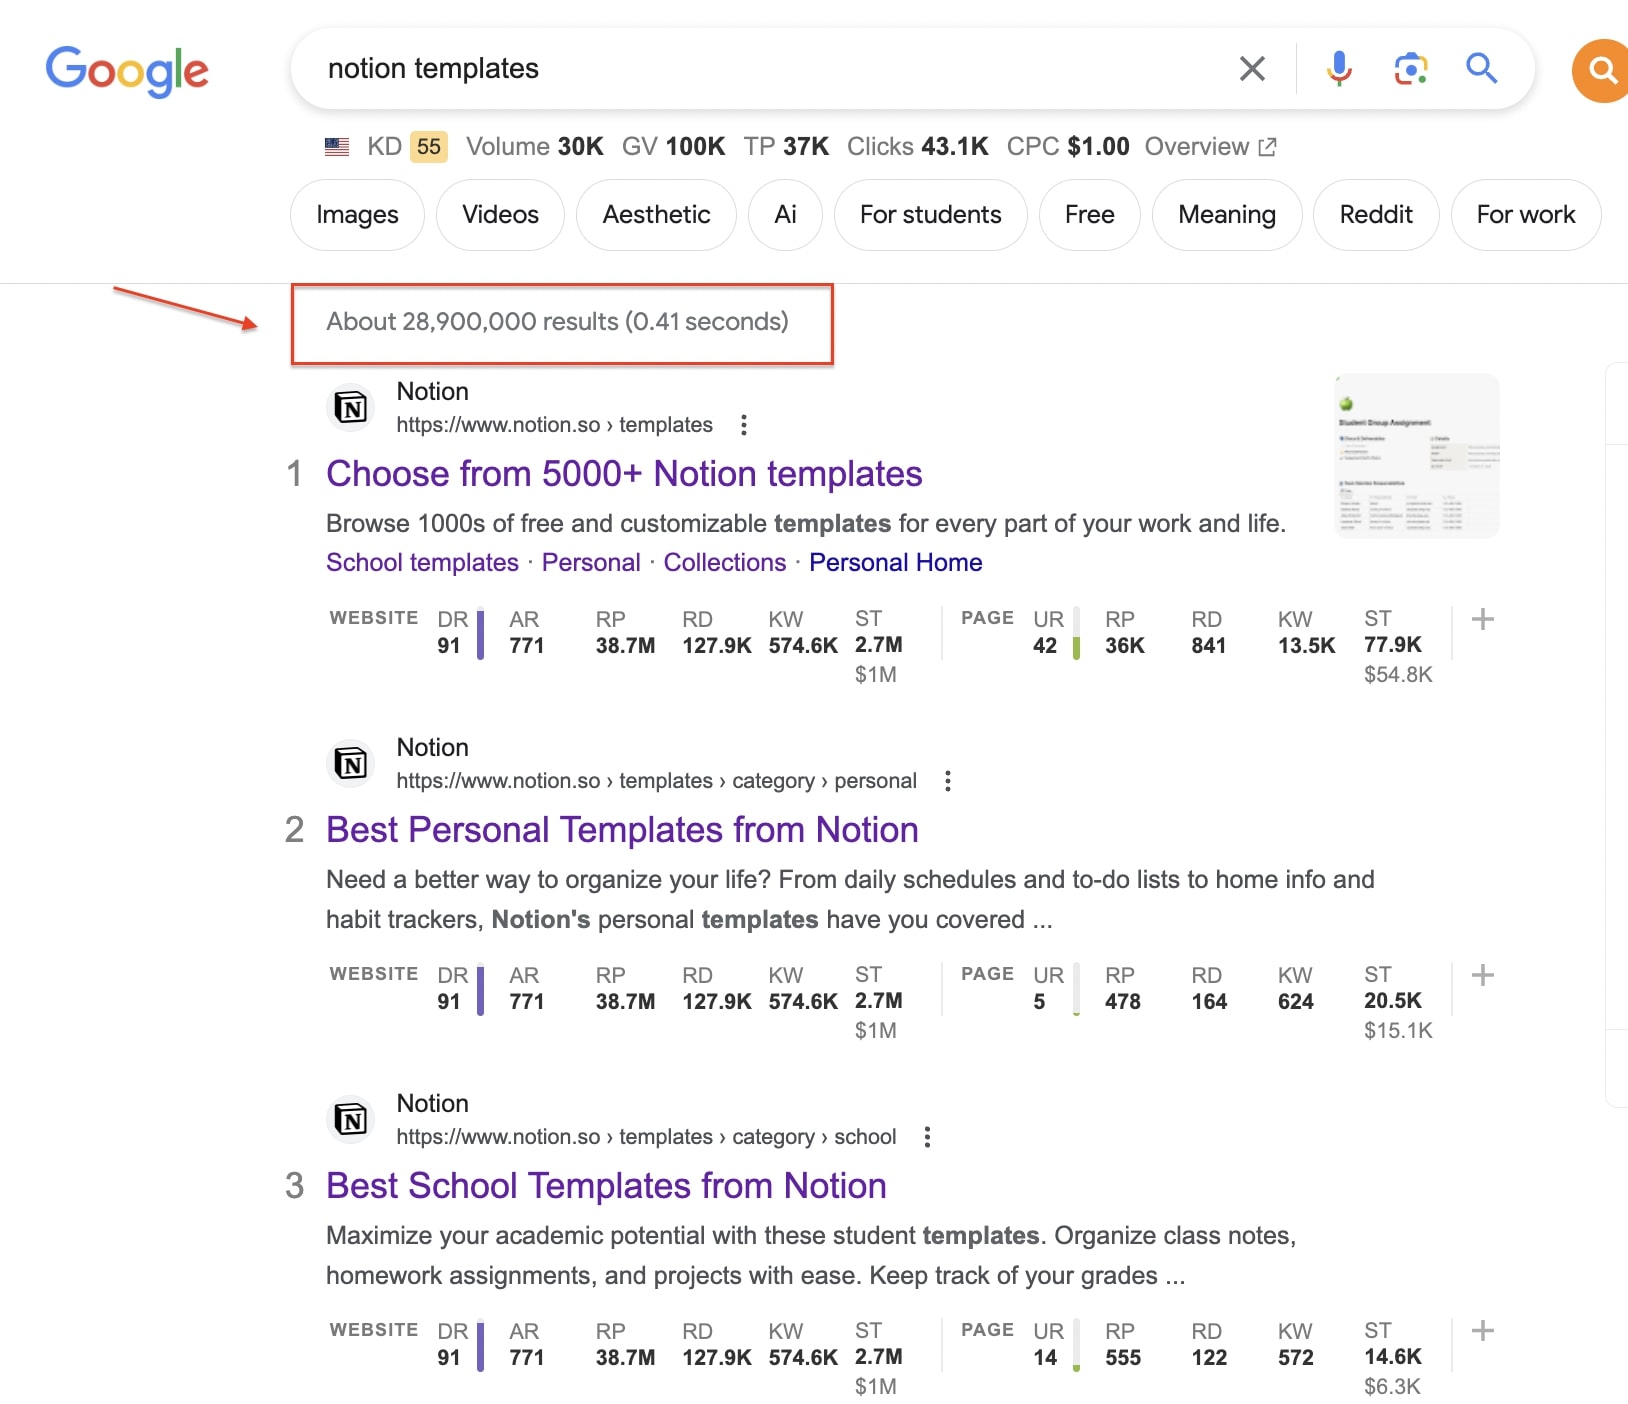 Google
notion templates
KD 55 Volume 30K GV 100K TP 37K Clicks 43.1K CPC $1.00 Overview
Images Videos Aesthetic Ai For students Free Meaning Reddit For work
About 28,900,000 results (0.41 seconds)
Notion
https://www.notion.so › templates
1 Choose from 5000+ Notion templates
Browse 1000s of free and customizable templates for every part of your work and life.
School templates · Personal · Collections · Personal Home
Student Group Assignment
WEBSITE DR AR RP RD KW ST PAGE UR RP RD KW ST
91 771 38.7M 127.9K 574.6K 2.7M 42 36K 841 13.5K 77.9K
$1M $54.8K
Notion
https://www.notion.so › templates › category › personal
2 Best Personal Templates from Notion
Need a better way to organize your life? From daily schedules and to-do lists to home info and
habit trackers, Notion's personal templates have you covered ...
WEBSITE DR AR RP RD KW ST PAGE UR RP RD KW ST
91 771 38.7M 127.9K 574.6K 2.7M 5 478 164 624 20.5K
$1M $15.1K
Notion
https://www.notion.so › templates › category › school
3 Best School Templates from Notion
Maximize your academic potential with these student templates. Organize class notes,
homework assignments, and projects with ease. Keep track of your grades ...
WEBSITE DR AR RP RD KW ST PAGE UR RP RD KW ST
91 771 38.7M 127.9K 574.6K 2.7M 14 555 122 572 14.6K
$1M $6.3K